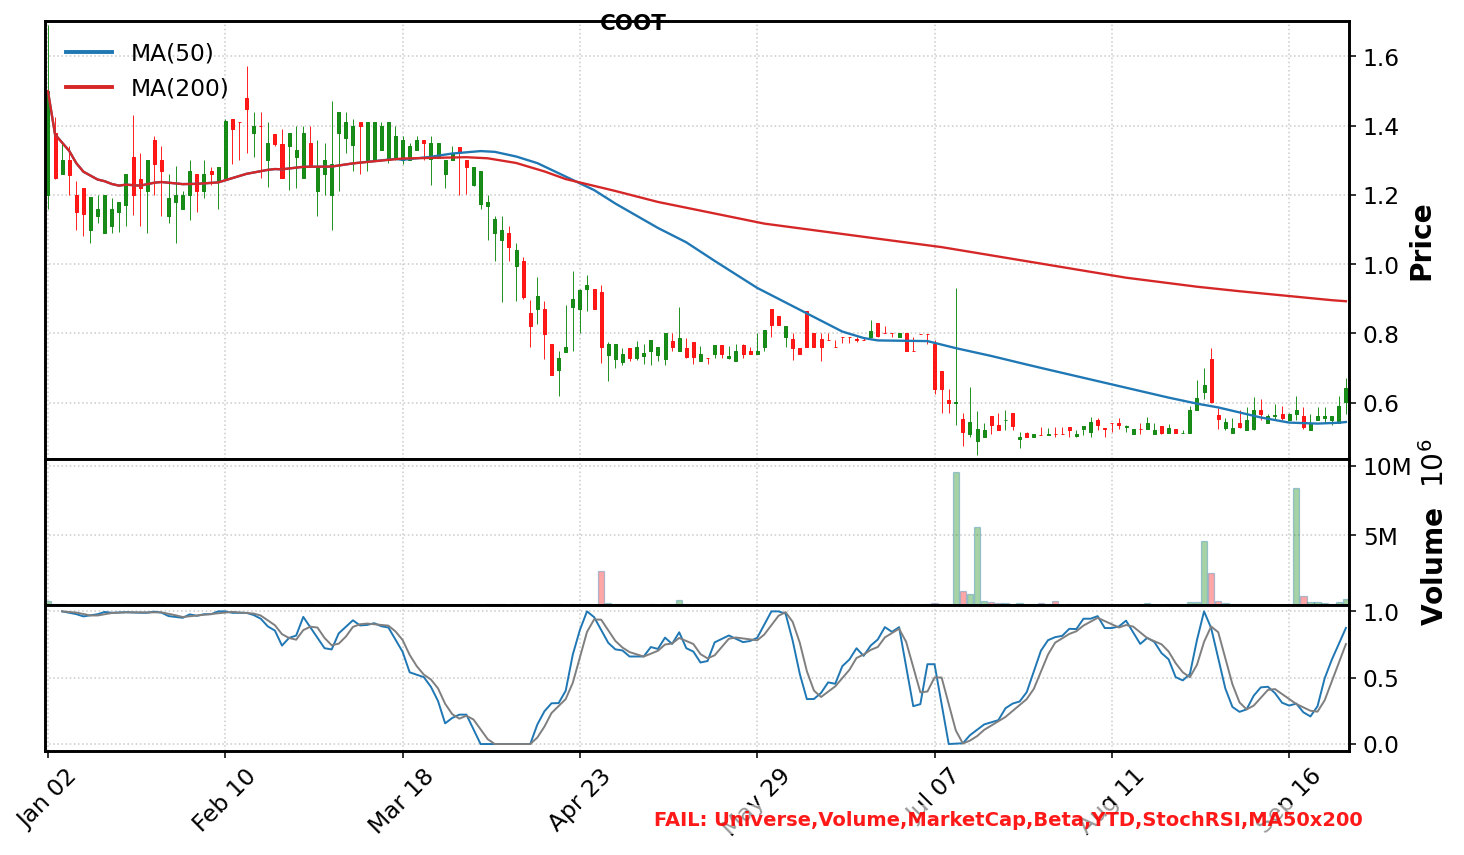 COOT
MA(50)
MA(200)
1.6
1.4
1.2
1.0
0.8
0.6
Price
10M
5M
Volume 10^6
1.0
0.5
0.0
Jan 02
Feb 10
Mar 18
Apr 23
May 29
Jul 07
Aug 11
Sep 16
FAIL: Universe,Volume,MarketCap,Beta,YTD,StochRSI,MA50x200